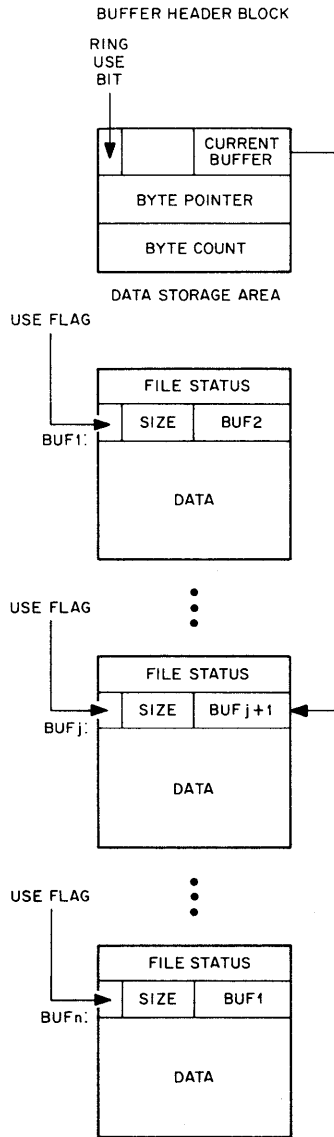 BUFFER HEADER BLOCK
RING
USE
BIT
CURRENT
BUFFER
BYTE POINTER
BYTE COUNT
DATA STORAGE AREA
USE FLAG
FILE STATUS
BUF1:
SIZE
BUF2
DATA
USE FLAG
FILE STATUS
BUFj:
SIZE
BUFj+1
DATA
USE FLAG
FILE STATUS
BUFn:
SIZE
BUF1
DATA